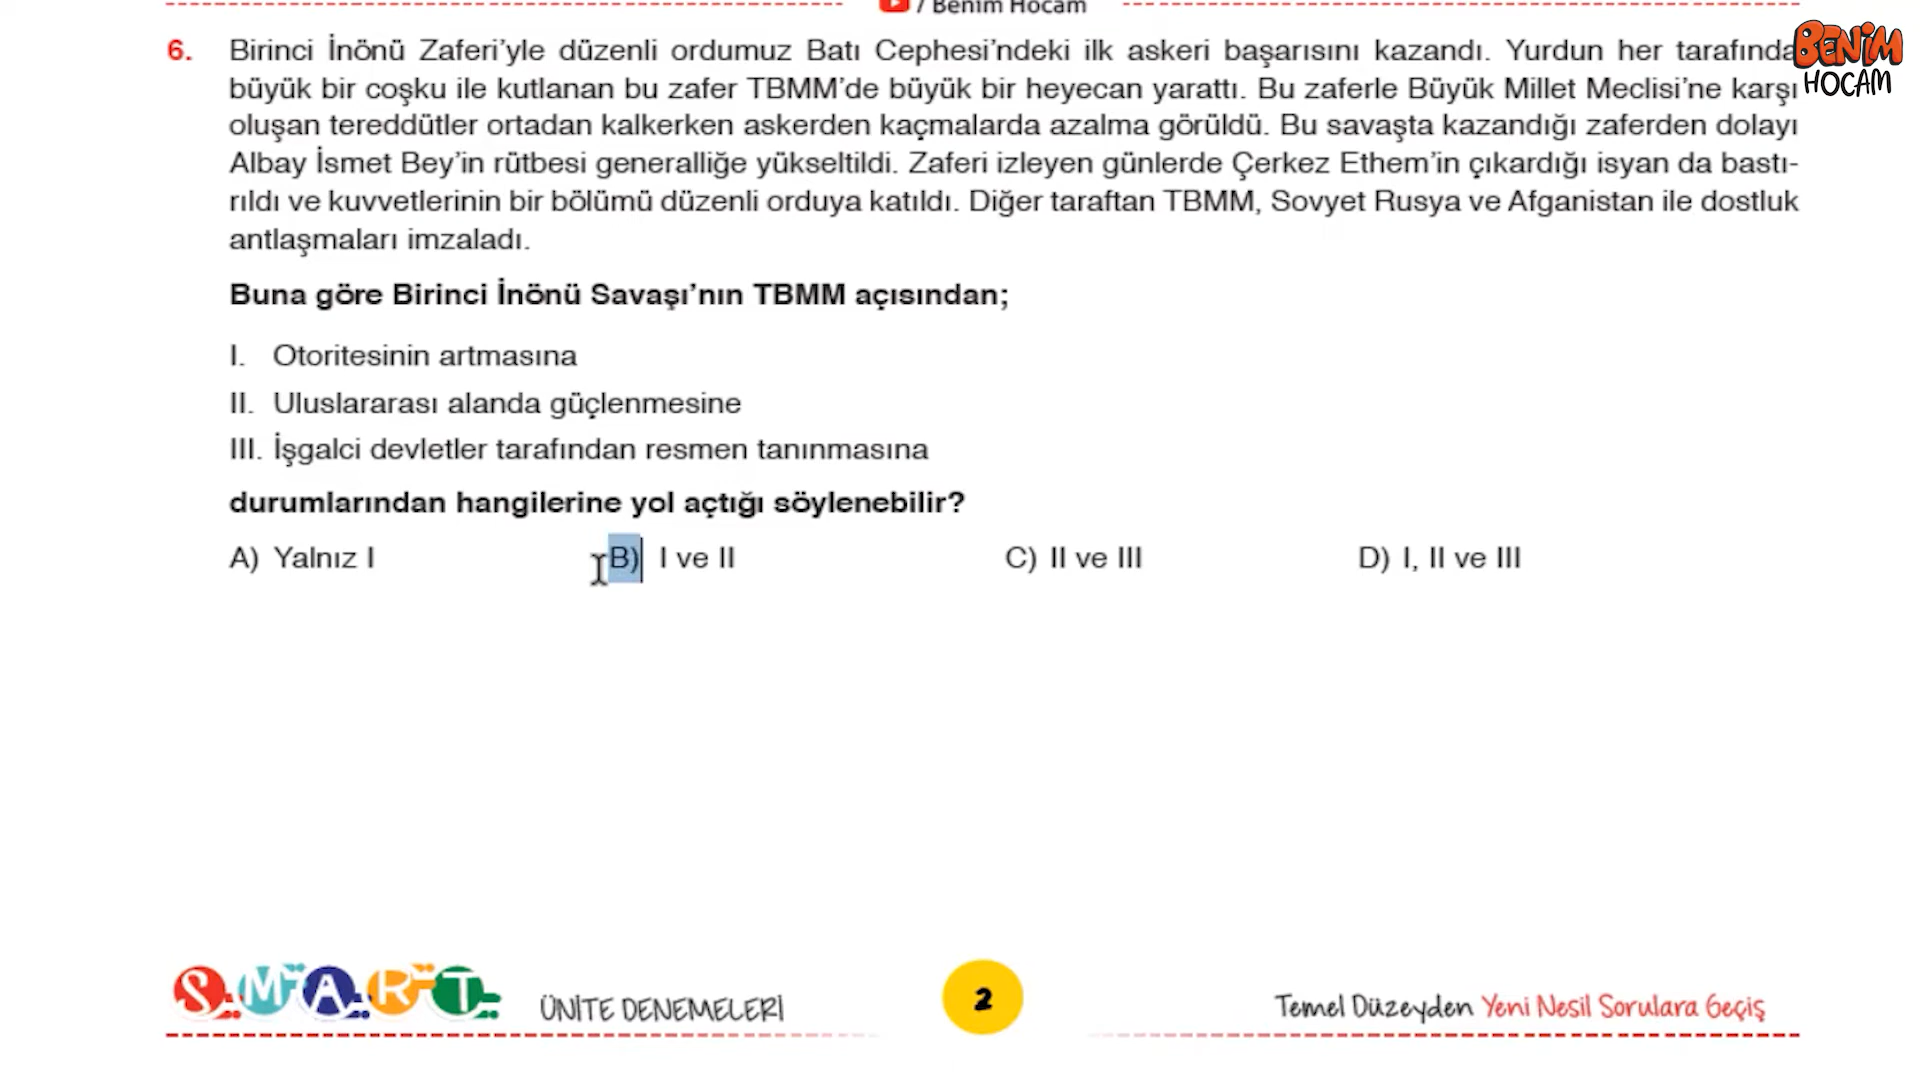 / Benim Hocam
BENİM
HOCAM
6. Birinci İnönü Zaferi’yle düzenli ordumuz Batı Cephesi’ndeki ilk askeri başarısını kazandı. Yurdun her tarafında
büyük bir coşku ile kutlanan bu zafer TBMM’de büyük bir heyecan yarattı. Bu zaferle Büyük Millet Meclisi’ne karşı
oluşan tereddütler ortadan kalkerken askerden kaçmalarda azalma görüldü. Bu savaşta kazandığı zaferden dolayı
Albay İsmet Bey’in rütbesi generalliğe yükseltildi. Zaferi izleyen günlerde Çerkez Ethem’in çıkardığı isyan da bastı-
rıldı ve kuvvetlerinin bir bölümü düzenli orduya katıldı. Diğer taraftan TBMM, Sovyet Rusya ve Afganistan ile dostluk
antlaşmaları imzaladı.
Buna göre Birinci İnönü Savaşı’nın TBMM açısından;
I. Otoritesinin artmasına
II. Uluslararası alanda güçlenmesine
III. İşgalci devletler tarafından resmen tanınmasına
durumlarından hangilerine yol açtığı söylenebilir?
A) Yalnız I B) I ve II C) II ve III D) I, II ve III
SMART ÜNİTE DENEMELERİ 2 Temel Düzeyden Yeni Nesil Sorulara Geçiş